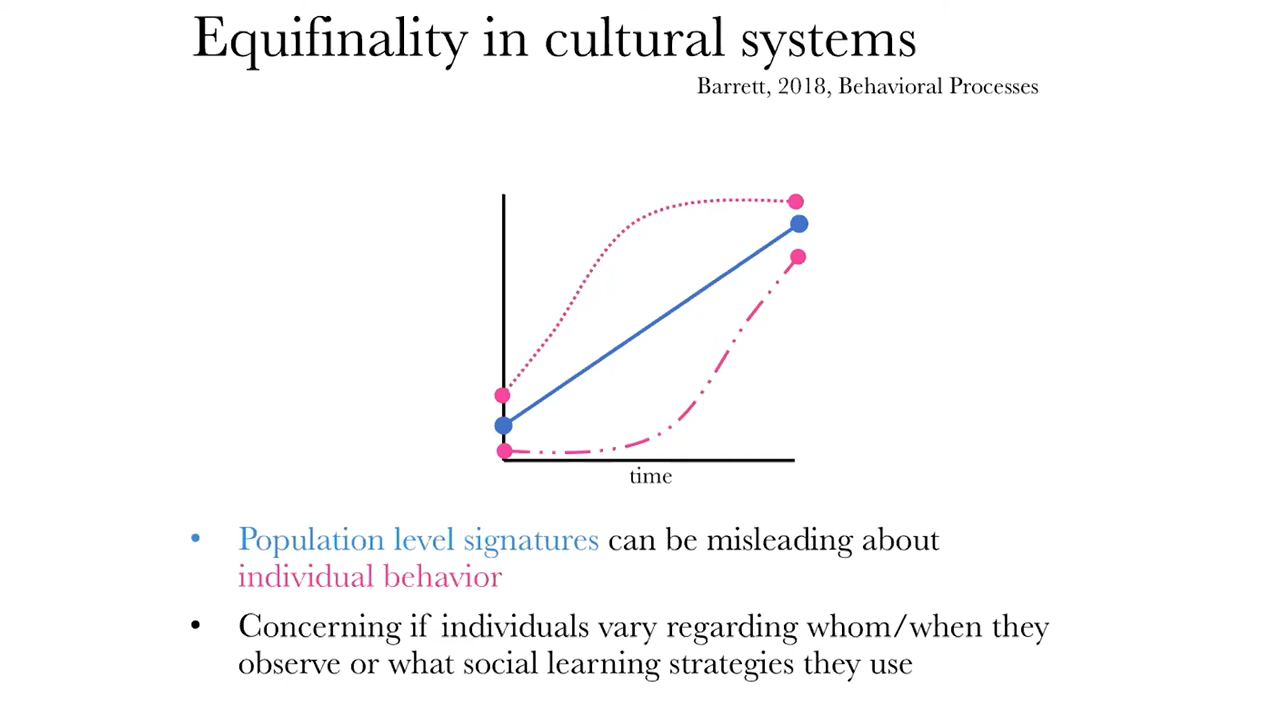 Equifinality in cultural systems
Barrett, 2018, Behavioral Processes
time
• Population level signatures can be misleading about
individual behavior
• Concerning if individuals vary regarding whom/when they
observe or what social learning strategies they use